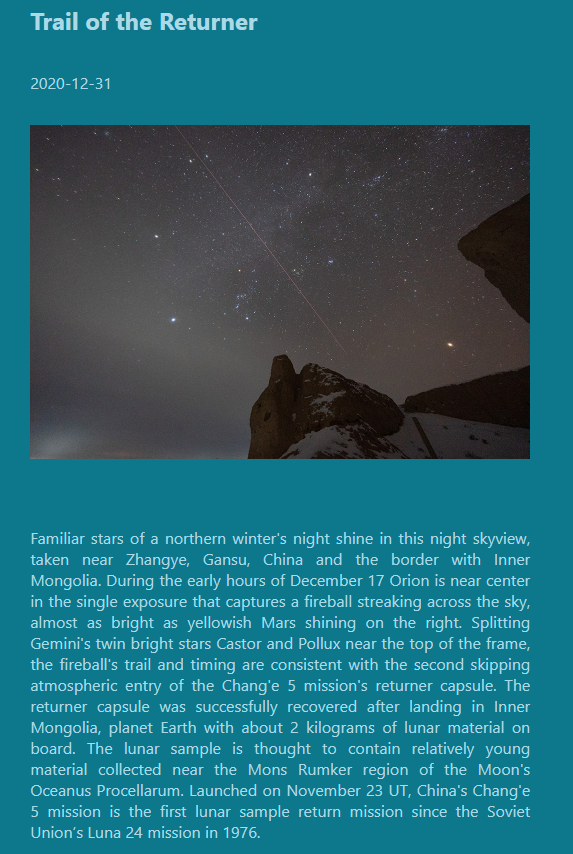 Trail of the Returner
2020-12-31
Familiar stars of a northern winter's night shine in this night skyview,
taken near Zhangye, Gansu, China and the border with Inner
Mongolia. During the early hours of December 17 Orion is near center
in the single exposure that captures a fireball streaking across the sky,
almost as bright as yellowish Mars shining on the right. Splitting
Gemini's twin bright stars Castor and Pollux near the top of the frame,
the fireball's trail and timing are consistent with the second skipping
atmospheric entry of the Chang'e 5 mission's returner capsule. The
returner capsule was successfully recovered after landing in Inner
Mongolia, planet Earth with about 2 kilograms of lunar material on
board. The lunar sample is thought to contain relatively young
material collected near the Mons Rumker region of the Moon's
Oceanus Procellarum. Launched on November 23 UT, China's Chang'e
5 mission is the first lunar sample return mission since the Soviet
Union’s Luna 24 mission in 1976.